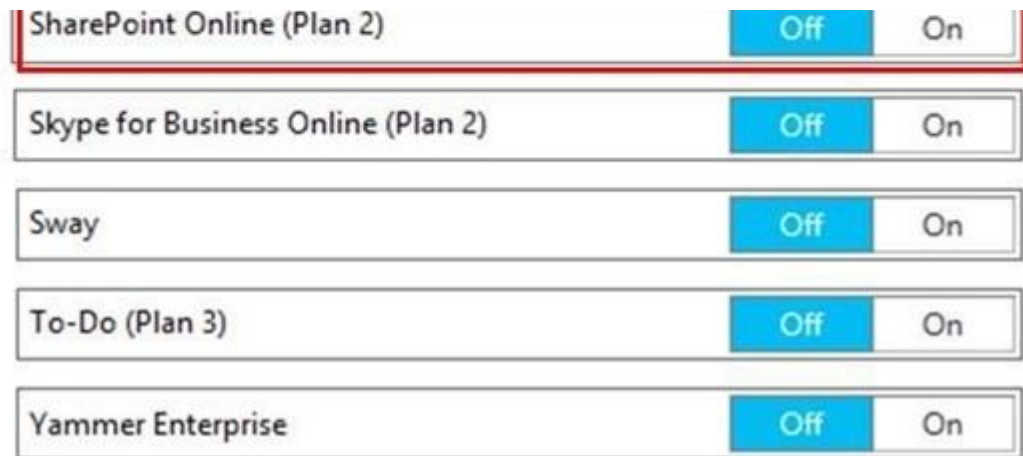 SharePoint Online (Plan 2) Off On
Skype for Business Online (Plan 2) Off On
Sway Off On
To-Do (Plan 3) Off On
Yammer Enterprise Off On